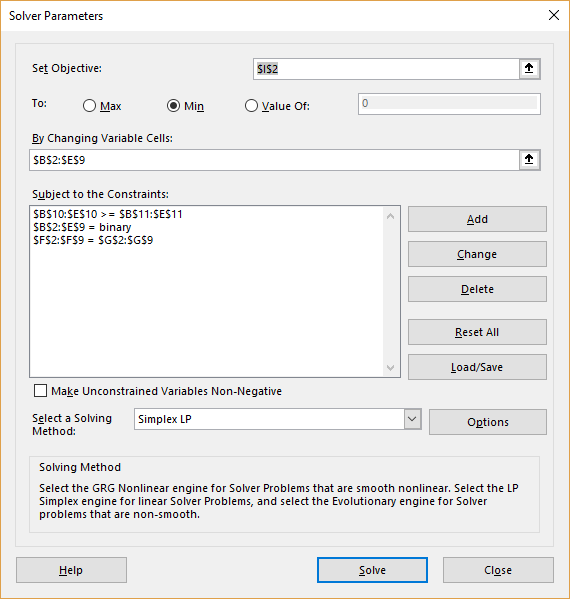 Solver Parameters
Set Objective: $I$2
To: Max Min Value Of: 0
By Changing Variable Cells:
$B$2:$E$9
Subject to the Constraints:
$B$10:$E$10 >= $B$11:$E$11
$B$2:$E$9 = binary
$F$2:$F$9 = $G$2:$G$9
Add
Change
Delete
Reset All
Load/Save
Make Unconstrained Variables Non-Negative
Select a Solving
Method:
Simplex LP
Options
Solving Method
Select the GRG Nonlinear engine for Solver Problems that are smooth nonlinear. Select the LP
Simplex engine for linear Solver Problems, and select the Evolutionary engine for Solver
problems that are non-smooth.
Help
Solve
Close